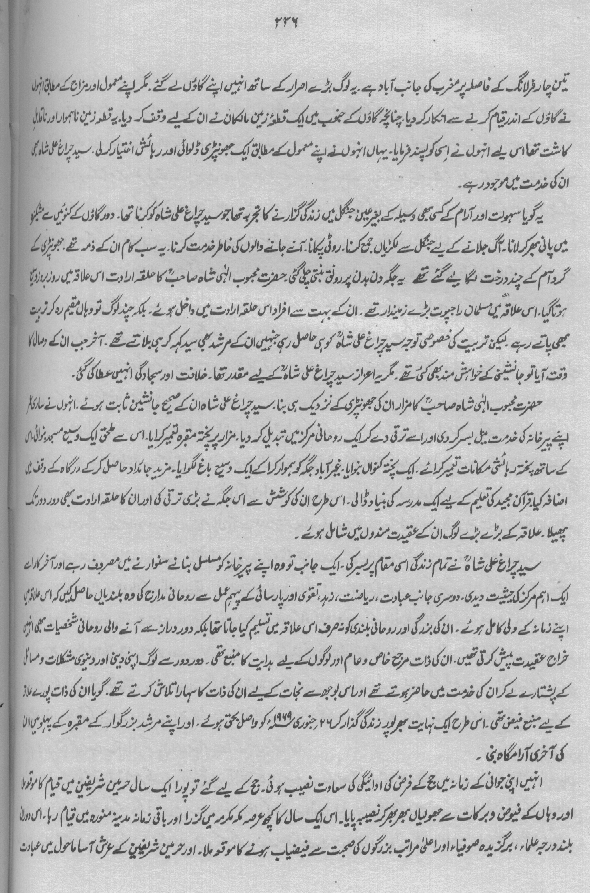 ۲۲۶
تین چار فرلانگ کے فاصلہ پر مغرب کی جانب آباد ہے۔ یہ لوگ بڑے اصرار کے ساتھ انہیں اپنے گاؤں لے گئے۔ مگر اپنے معمول اور مزاج کے مطابق انہوں
نے گاؤں کے اندر قیام کرنے سے انکار کر دیا، چنانچہ گاؤں کے جنوب میں ایک قطعہ زمین مالکان نے ان کے لیے وقف کر دیا۔ یہ قطعہ زمین ناہموار اور ناقابل
کاشت تھا اس لیے انہوں نے اسی کو پسند فرمایا۔ یہاں انہوں نے اپنے معمول کے مطابق ایک جھونپڑی ڈلوائی اور رہائش اختیار کر لی۔ سید چراغ علی شاہ بھی
ان کی خدمت میں موجود رہے۔
یہ گویا سہولت اور آرام کے کسی بھی وسیلہ کے بغیر عین جنگل میں زندگی گزارنے کا تجربہ تھا جو سید چراغ علی شاہ کو کرنا تھا۔ دور گاؤں کے کنویں سے
میں پانی بھر کر لانا، آگ جلانے کے لیے جنگل سے لکڑیاں جمع کرنا، روٹی پکانا، آنے جانے والوں کی خاطر خدمت کرنا۔ یہ سب کام ان کے ذمہ تھے۔ جھونپڑی کے
گرد آم کے چند درخت لگا لیے گئے تھے یہ جگہ دن بدن پر رونق بنتی چلی گئی۔ حضرت محبوب الٰہی شاہ صاحبؒ کا حلقہ ارادت اس علاقہ میں روز بروز وسیع
ہوتا گیا۔ اس علاقہ میں مسلمان راجپوت بڑے زمیندار تھے۔ ان کے بہت سے افراد اس حلقہ ارادت میں داخل ہوئے۔ بلکہ چند لوگ تو وہاں مقیم رہ کر تربیت
بھی پاتے رہے۔ لیکن تربیت کی خصوصی توجہ سید چراغ علی شاہؒ کو ہی حاصل رہی جنہیں ان کے مرشد بھی سید کہہ کر ہی بلاتے تھے۔ آخر جب ان کے وصال کا
وقت آیا تو جانشینی کے خواہش مند بھی کئی تھے۔ مگر یہ اعزاز سید چراغ علی شاہؒ کے لیے مقدر تھا۔ خلافت اور سجادگی انہیں عطا کی گئی۔
حضرت محبوب الٰہی شاہ صاحبؒ کا مزار ان کی جھونپڑی کے نزدیک ہی بنا۔ سید چراغ علی شاہ ان کے صحیح جانشین ثابت ہوئے۔ انہوں نے ساری عمر
اپنے پیر خانہ کی خدمت میں بسر کر دی اور اسے ترقی دے کر ایک روحانی مرکز میں تبدیل کر دیا۔ مزار پر پختہ مقبرہ تعمیر کرایا۔ اس سے ملحق ایک وسیع مسجد بنوائی اس
کے ساتھ پختہ رہائشی مکانات تعمیر کرائے۔ ایک پختہ کنواں بنوایا۔ غیر آباد جگہ کو ہموار کرا کے ایک وسیع باغ لگوایا۔ مزید جائداد حاصل کر کے درگاہ کے وقف میں
اضافہ کیا۔ قرآن مجید کی تعلیم کے لیے ایک مدرسہ کی بنیاد ڈالی۔ اس طرح ان کی کوشش سے اس جگہ نے بڑی ترقی کی اور ان کا حلقہ ارادت بھی دور دور تک
پھیلا۔ علاقہ کے بڑے بڑے لوگ ان کے عقیدت مندوں میں شامل ہوئے۔
سید چراغ علی شاہؒ نے تمام زندگی اسی مقام پر بسر کی۔ ایک جانب تو وہ اپنے پیر خانہ کو مسلسل بنانے سنوارنے میں مصروف رہے اور آخر کار اسے
ایک اہم مرکز کی حیثیت دیدی۔ دوسری جانب عبادت، ریاضت، زہد، تقویٰ اور پارسائی کے پیہم عمل سے روحانی مدارج کی وہ بلندیاں حاصل کیں کہ اس علاقہ میں
اپنے زمانہ کے ولی کامل ہوئے۔ ان کی بزرگی اور روحانی بلندی کو نہ صرف اس علاقہ میں تسلیم کیا جاتا تھا بلکہ دور دراز سے آنے والی روحانی شخصیات بھی انہیں
خراج عقیدت پیش کرتی تھیں۔ ان کی ذات مرجع خاص و عام اور لوگوں کے لیے ہدایت کا منبع تھی۔ دور دور سے لوگ اپنی دینی اور دنیوی مشکلات و مسائل
کے پشتارے لے کر ان کی خدمت میں حاضر ہوتے تھے اور اس بوجھ سے نجات کے لیے ان کی ذات کا سہارا تلاش کرتے تھے۔ گویا ان کی ذات پورے علاقہ
کے لیے منبع فیض تھی۔ اسی طرح ایک نہایت بھرپور زندگی گذار کر ۲۶ جنوری ۱۹۶۹ء کو واصل بحق ہوئے۔ اور اپنے مرشد بزرگوار کے مقبرہ کے پہلو میں ان
کی آخری آرام گاہ بنی۔
انہیں اپنی جوانی کے زمانہ میں حج کے فرض کی ادائیگی کی سعادت نصیب ہوئی۔ حج کے لیے گئے تو پورا ایک سال حرمین شریفین میں قیام کا موقع ملا
اور وہاں کے فیوض و برکات سے جھولیاں بھر بھر کر نصیبہ پایا۔ اس ایک سال کا کچھ عرصہ مکہ مکرمہ میں گذرا اور باقی زمانہ مدینہ منورہ میں قیام رہا۔ اس دوران
بلند درجہ علماء، برگزیدہ صوفیاء اور اعلیٰ مراتب بزرگوں کی صحبت سے فیضیاب ہونے کا موقع ملا۔ اور حرمین شریفین کے عرش آسا ماحول میں عبادت